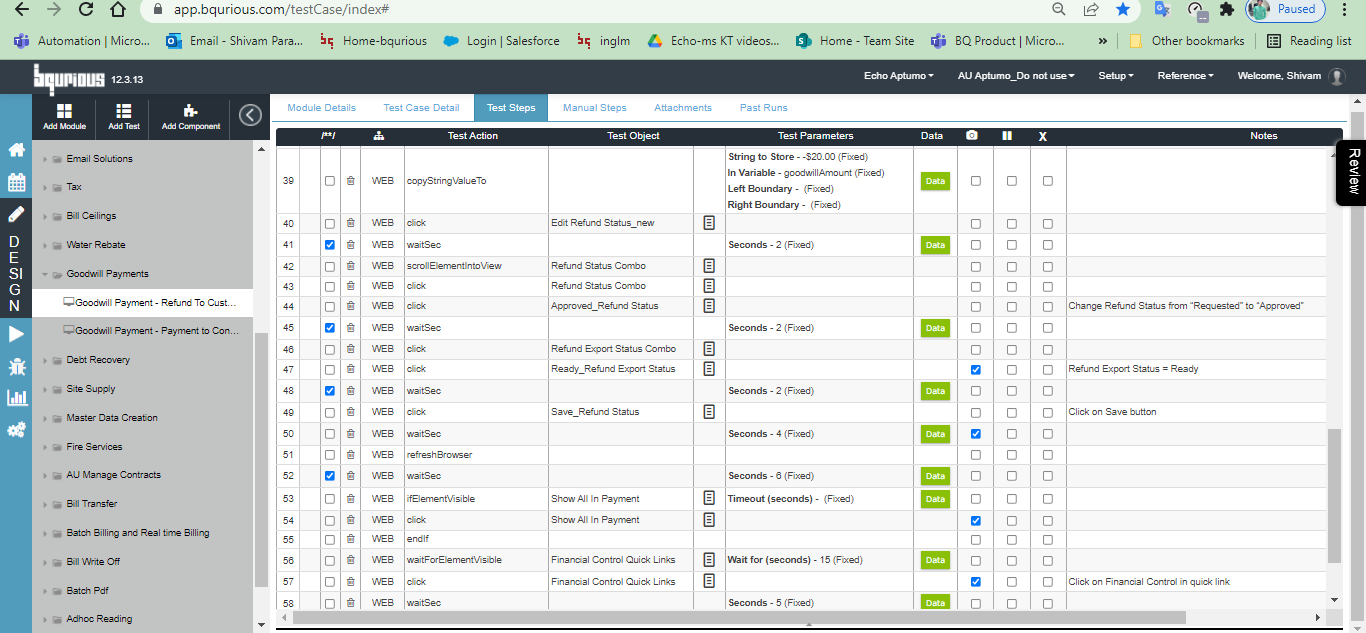 app.bqurious.com/testCase/index#
Paused
Automation | Micro... Email - Shivam Para... Home-bqurious Login | Salesforce inglm Echo-ms KT videos... Home - Team Site BQ Product | Micro... » Other bookmarks Reading list
bqurious 12.3.13 Echo Aptumo AU Aptumo_Do not use Setup Reference Welcome, Shivam
Add Module Add Test Add Component
Module Details Test Case Detail Test Steps Manual Steps Attachments Past Runs
/**/ Test Action Test Object Test Parameters Data X Notes
DESIGN
Review
Email Solutions
Tax
Bill Ceilings
Water Rebate
Goodwill Payments
Goodwill Payment - Refund To Cust...
Goodwill Payment - Payment to Con...
Debt Recovery
Site Supply
Master Data Creation
Fire Services
AU Manage Contracts
Bill Transfer
Batch Billing and Real time Billing
Bill Write Off
Batch Pdf
Adhoc Reading
String to Store - -$20.00 (Fixed)
39 WEB copyStringValueTo In Variable - goodwillAmount (Fixed) Data
Left Boundary - (Fixed)
Right Boundary - (Fixed)
40 WEB click Edit Refund Status_new
41 WEB waitSec Seconds - 2 (Fixed) Data
42 WEB scrollElementIntoView Refund Status Combo
43 WEB click Refund Status Combo
44 WEB click Approved_Refund Status Change Refund Status from “Requested” to “Approved”
45 WEB waitSec Seconds - 2 (Fixed) Data
46 WEB click Refund Export Status Combo
47 WEB click Ready_Refund Export Status Refund Export Status = Ready
48 WEB waitSec Seconds - 2 (Fixed) Data
49 WEB click Save_Refund Status Click on Save button
50 WEB waitSec Seconds - 4 (Fixed) Data
51 WEB refreshBrowser
52 WEB waitSec Seconds - 6 (Fixed) Data
53 WEB ifElementVisible Show All In Payment Timeout (seconds) - (Fixed) Data
54 WEB click Show All In Payment
55 WEB endIf
56 WEB waitForElementVisible Financial Control Quick Links Wait for (seconds) - 15 (Fixed) Data
57 WEB click Financial Control Quick Links Click on Financial Control in quick link
58 WEB waitSec Seconds - 5 (Fixed) Data